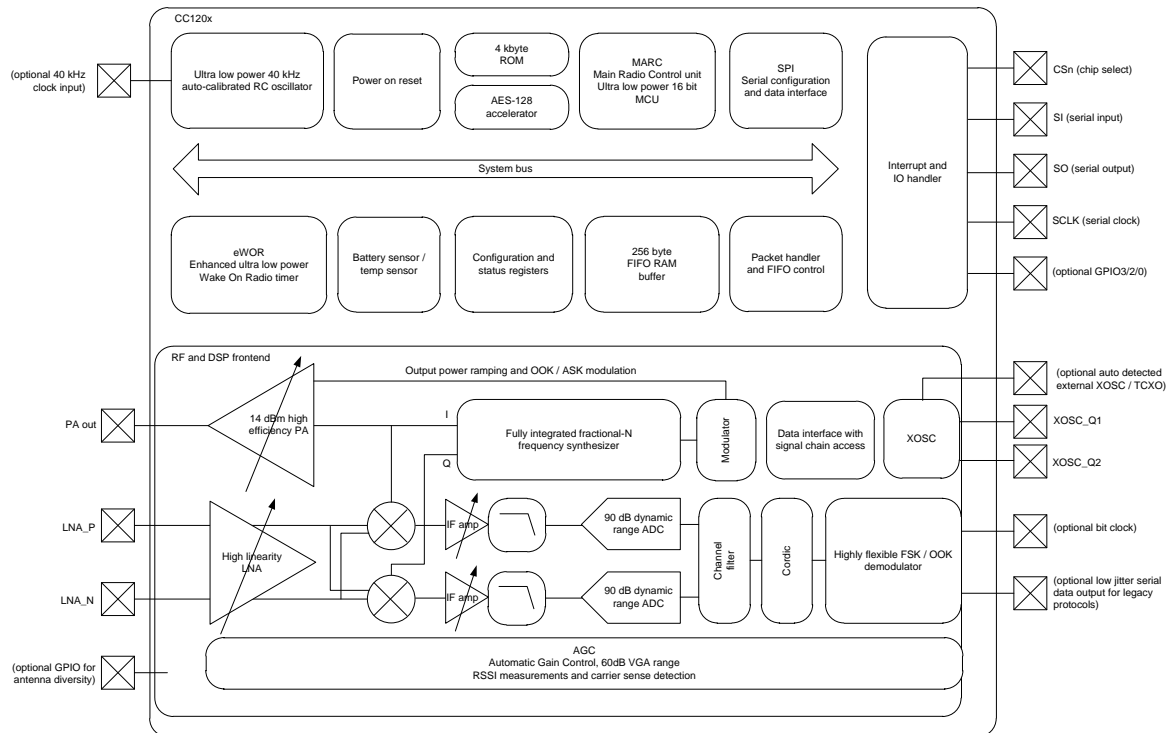 CC120x
(optional 40 kHz
clock input)
Ultra low power 40 kHz
auto-calibrated RC oscillator
Power on reset
4 kbyte
ROM
AES-128
accelerator
MARC
Main Radio Control unit
Ultra low power 16 bit
MCU
SPI
Serial configuration
and data interface
Interrupt and
IO handler
CSn (chip select)
SI (serial input)
SO (serial output)
SCLK (serial clock)
(optional GPIO3/2/0)
System bus
eWOR
Enhanced ultra low power
Wake On Radio timer
Battery sensor /
temp sensor
Configuration and
status registers
256 byte
FIFO RAM
buffer
Packet handler
and FIFO control
RF and DSP frontend
Output power ramping and OOK / ASK modulation
(optional auto detected
external XOSC / TCXO)
PA out
14 dBm high
efficiency PA
I
Q
Fully integrated fractional-N
frequency synthesizer
Modulator
Data interface with
signal chain access
XOSC
XOSC_Q1
XOSC_Q2
LNA_P
LNA_N
High linearity
LNA
IF amp
IF amp
90 dB dynamic
range ADC
90 dB dynamic
range ADC
Channel
filter
Cordic
Highly flexible FSK / OOK
demodulator
(optional bit clock)
(optional low jitter serial
data output for legacy
protocols)
(optional GPIO for
antenna diversity)
AGC
Automatic Gain Control, 60dB VGA range
RSSI measurements and carrier sense detection